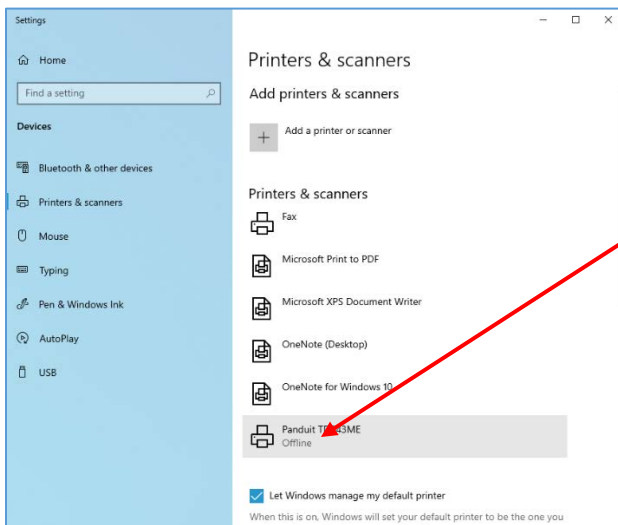 Settings
Home
Find a setting
Devices
Bluetooth & other devices
Printers & scanners
Mouse
Typing
Pen & Windows Ink
AutoPlay
USB
Printers & scanners
Add printers & scanners
Add a printer or scanner
Printers & scanners
Fax
Microsoft Print to PDF
Microsoft XPS Document Writer
OneNote (Desktop)
OneNote for Windows 10
Panduit
Offline
Let Windows manage my default printer
When this is on, Windows will set your default printer to be the one you